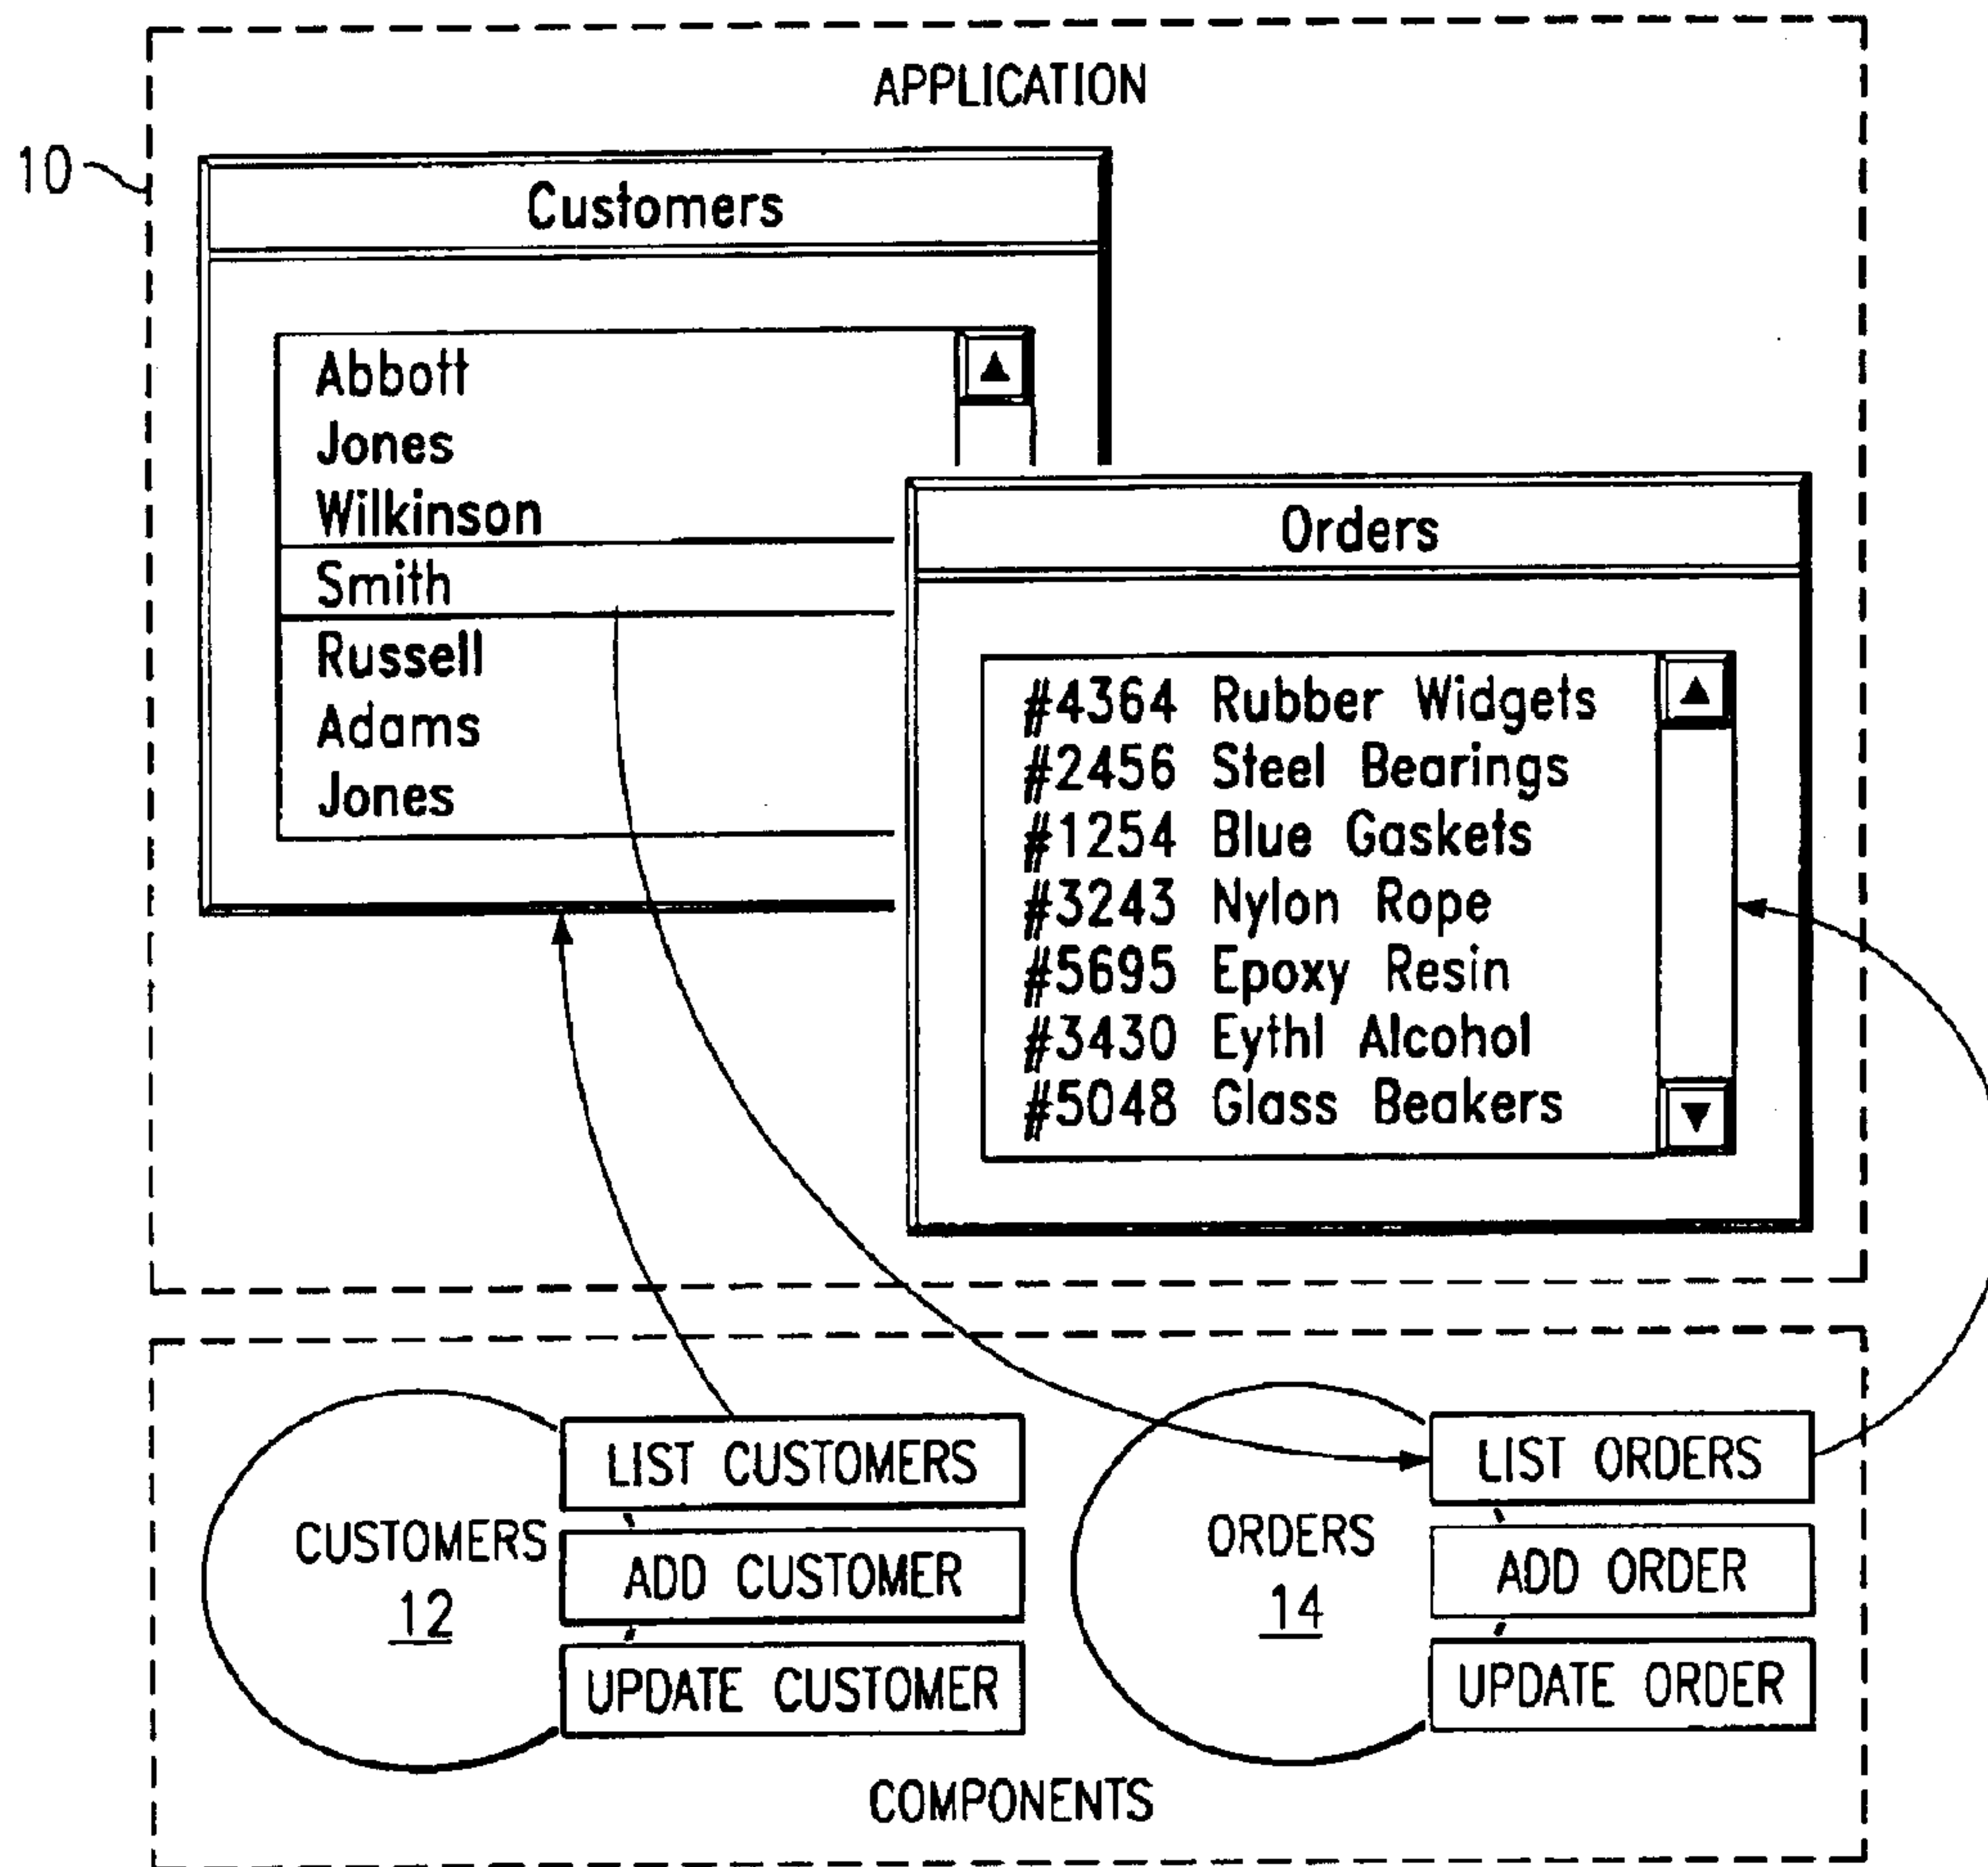 APPLICATION
10
Customers
Abbott
Jones
Wilkinson
Smith
Russell
Adams
Jones
Orders
#4364 Rubber Widgets
#2456 Steel Bearings
#1254 Blue Gaskets
#3243 Nylon Rope
#5695 Epoxy Resin
#3430 Eythl Alcohol
#5048 Glass Beakers
CUSTOMERS
12
LIST CUSTOMERS
ADD CUSTOMER
UPDATE CUSTOMER
ORDERS
14
LIST ORDERS
ADD ORDER
UPDATE ORDER
COMPONENTS